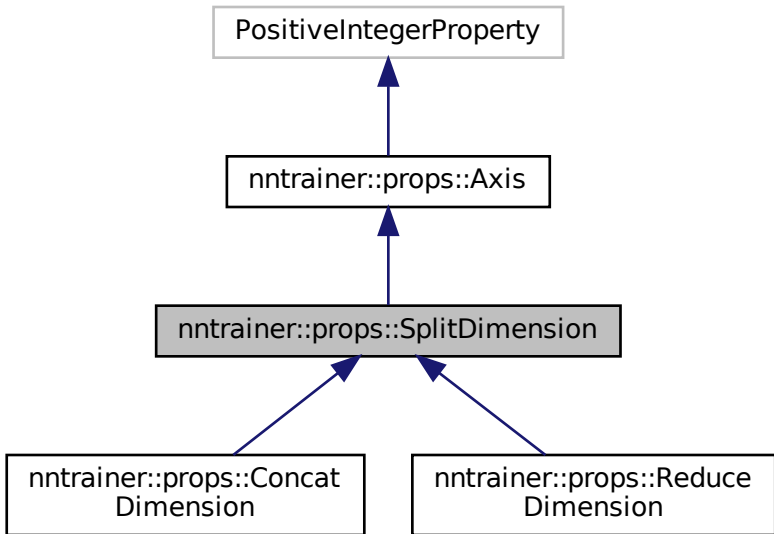 PositiveIntegerProperty
nntrainer::props::Axis
nntrainer::props::SplitDimension
nntrainer::props::Concat
Dimension
nntrainer::props::Reduce
Dimension